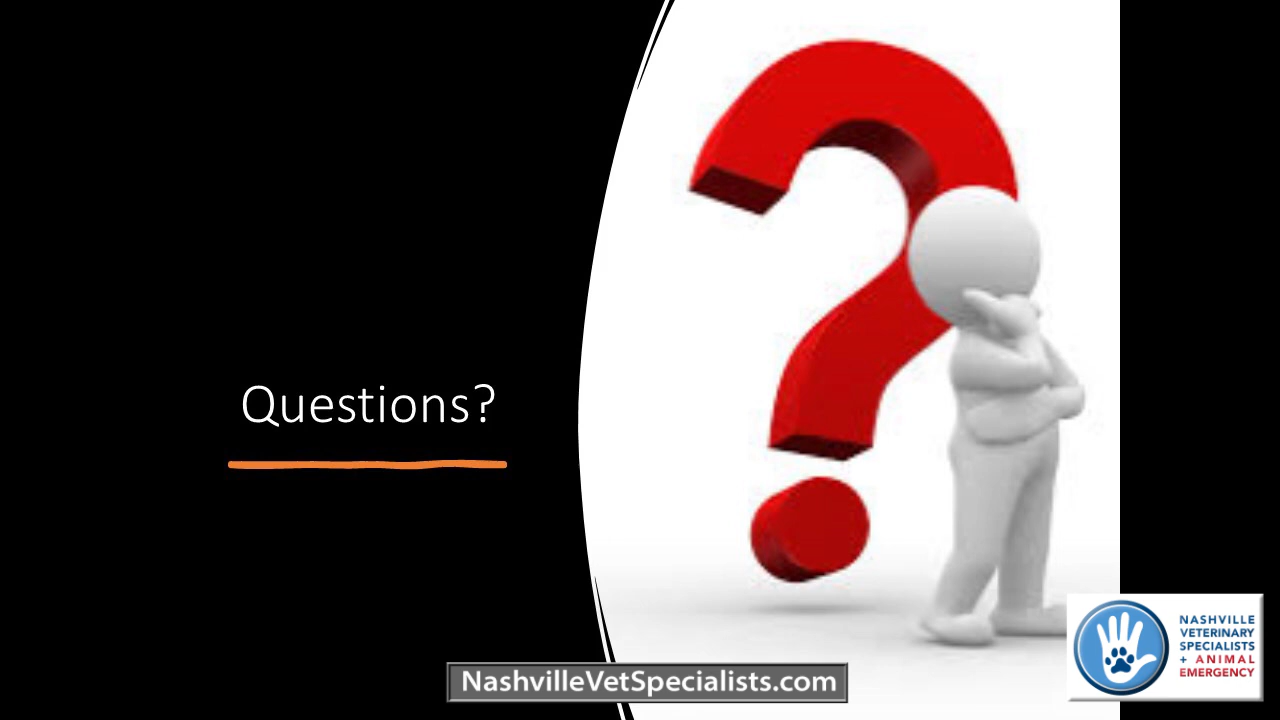 Questions?
NashvilleVetSpecialists.com
NASHVILLE
VETERINARY
SPECIALISTS
+ ANIMAL
EMERGENCY